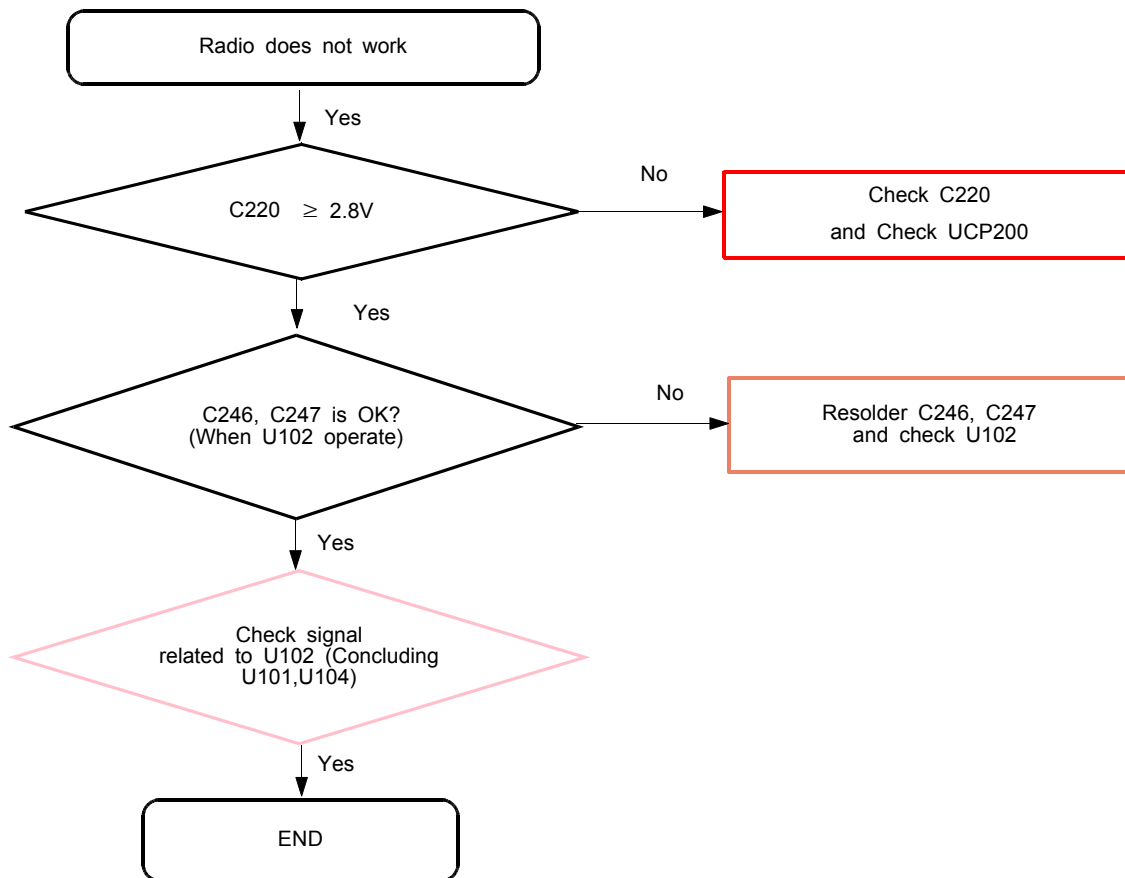 Radio does not work
Yes
C220 ≥ 2.8V
No
Check C220
and Check UCP200
Yes
C246, C247 is OK?
(When U102 operate)
No
Resolder C246, C247
and check U102
Yes
Check signal
related to U102 (Concluding
U101,U104)
Yes
END